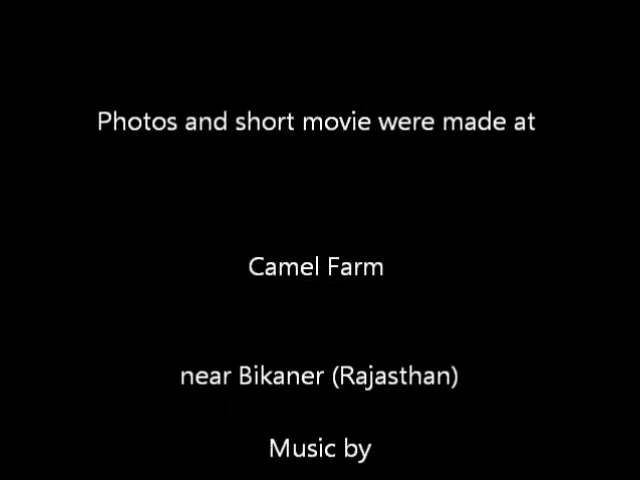 Photos and short movie were made at
Camel Farm
near Bikaner (Rajasthan)
Music by